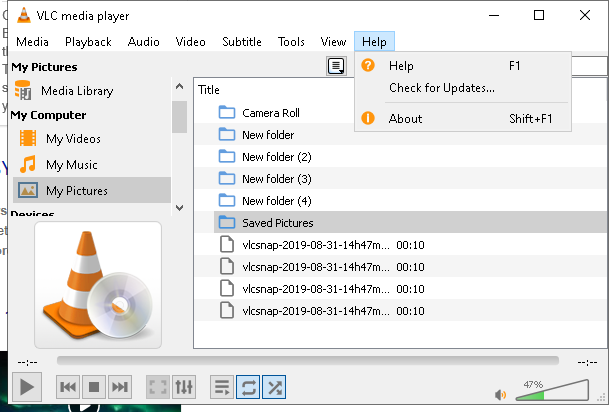 VLC media player
Media Playback Audio Video Subtitle Tools View Help
Help F1
Check for Updates...
About Shift+F1
My Pictures
Media Library
My Computer
My Videos
My Music
My Pictures
Devices
Title
Camera Roll
New folder
New folder (2)
New folder (3)
New folder (4)
Saved Pictures
vlcsnap-2019-08-31-14h47m... 00:10
vlcsnap-2019-08-31-14h47m... 00:10
vlcsnap-2019-08-31-14h47m... 00:10
vlcsnap-2019-08-31-14h47m... 00:10
--:-- --:--
47%